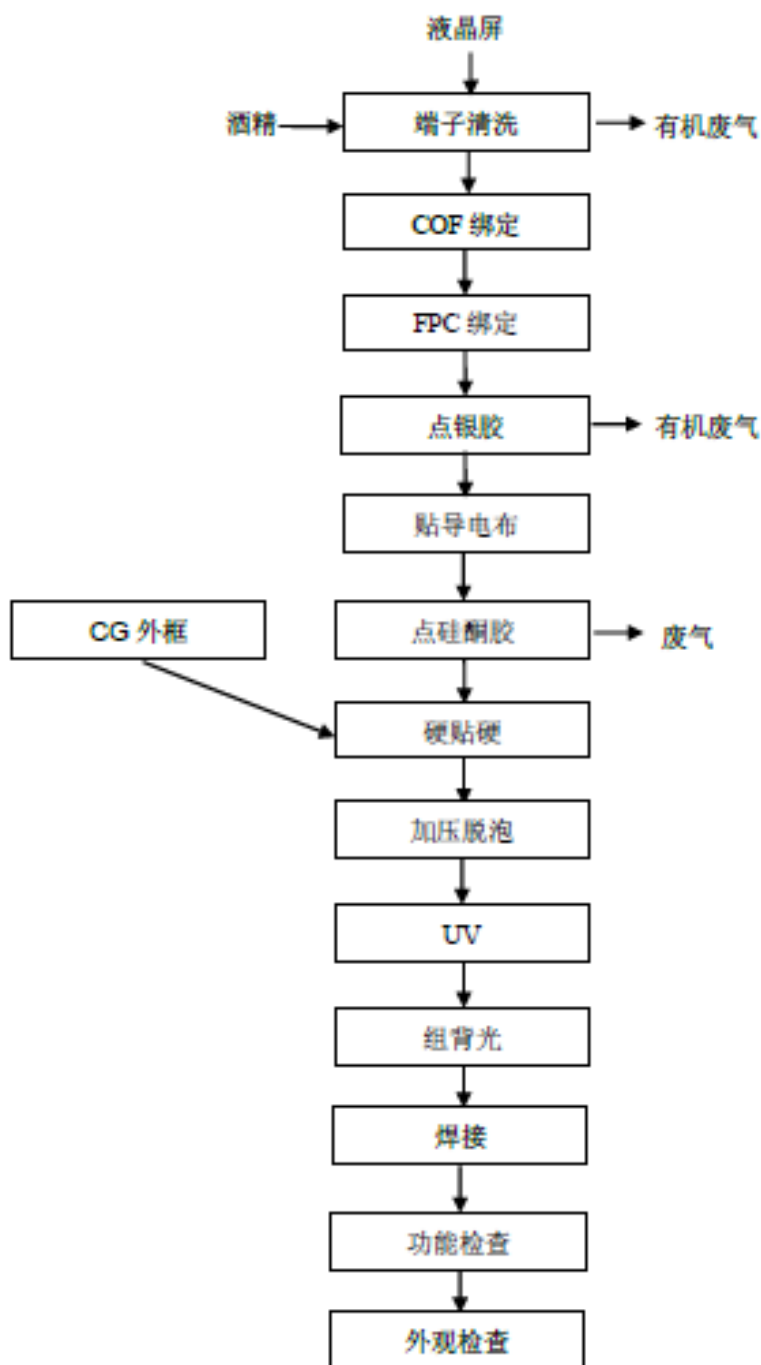 液晶屏
酒精
端子清洗
有机废气
COF 绑定
FPC 绑定
点银胶
有机废气
贴导电布
CG 外框
点硅酮胶
废气
硬贴硬
加压脱泡
UV
组背光
焊接
功能检查
外观检查